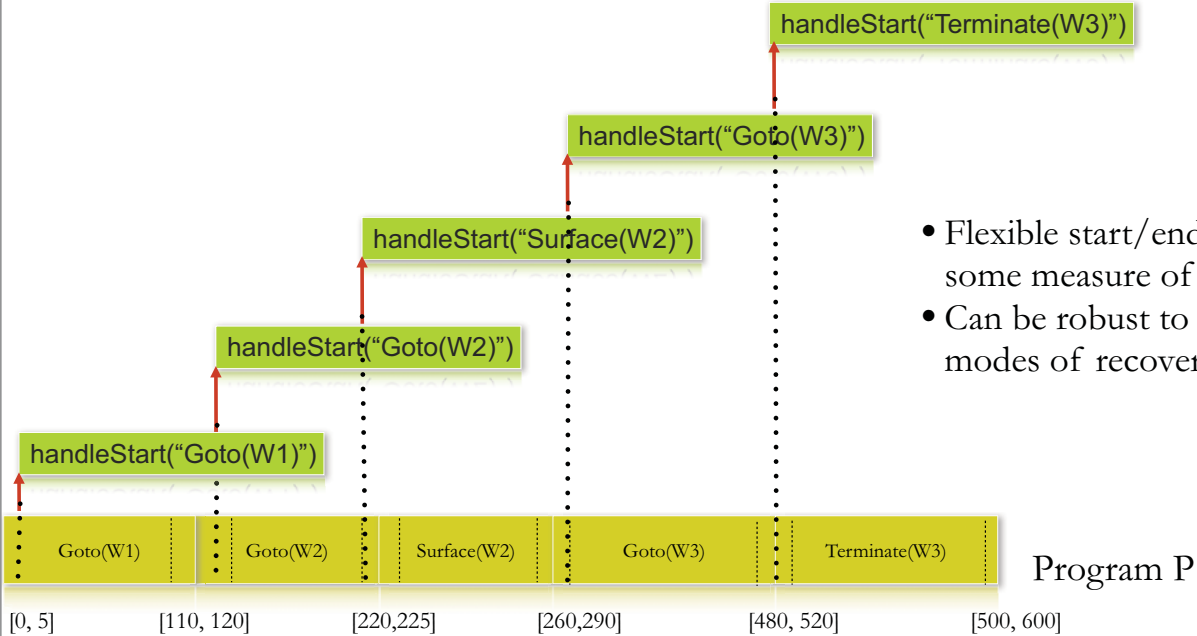 handleStart(“Terminate(W3)”)
handleStart(“Goto(W3)”)
handleStart(“Surface(W2)”)
• Flexible start/end
some measure of
• Can be robust to
modes of recover
handleStart(“Goto(W2)”)
handleStart(“Goto(W1)”)
Goto(W1) Goto(W2) Surface(W2) Goto(W3) Terminate(W3)
Program P
[0, 5] [110, 120] [220,225] [260,290] [480, 520] [500, 600]